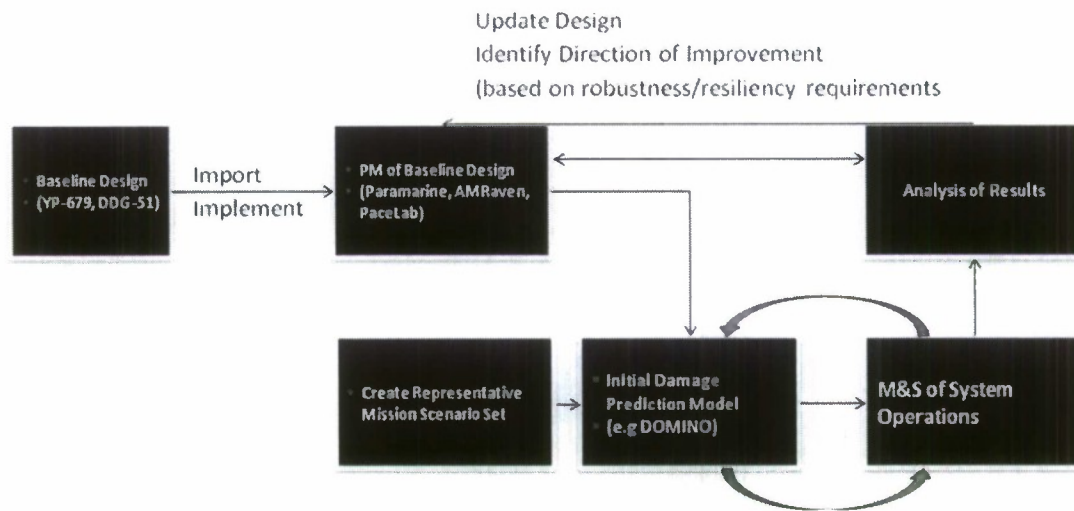 Update Design
Identify Direction of Improvement
(based on robustness/resiliency requirements
Baseline Design
(YP-679, DDG-51)
Import
Implement
PM of Baseline Design
(Paramarine, AMRaven,
PaceLab)
Analysis of Results
Create Representative
Mission Scenario Set
Initial Damage
Prediction Model
(e.g DOMINO)
M&S of System
Operations